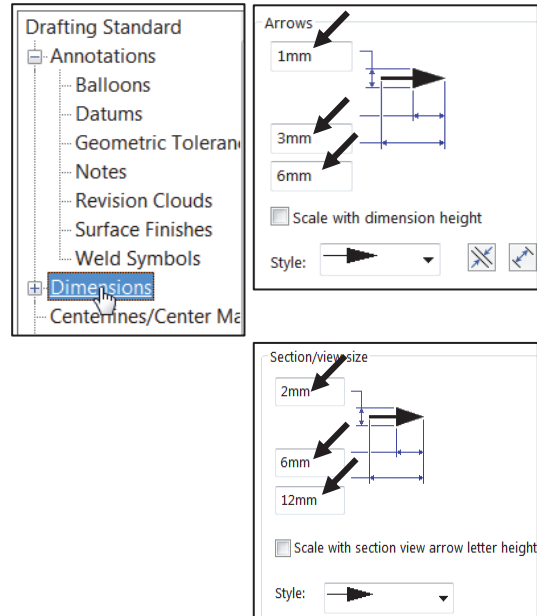 Drafting Standard
Annotations
Balloons
Datums
Geometric Toleran
Notes
Revision Clouds
Surface Finishes
Weld Symbols
Dimensions
Centerlines/Center Ma
Arrows
1mm
3mm
6mm
Scale with dimension height
Style:
Section/view size
2mm
6mm
12mm
Scale with section view arrow letter height
Style: